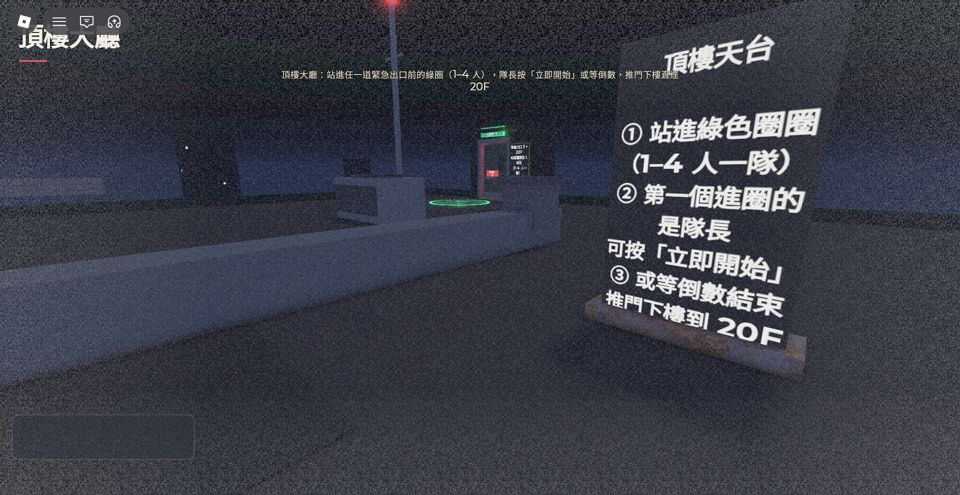 頂樓大廳
頂樓大廳：站進任一道緊急出口前的綠圈（1–4 人），隊長按「立即開始」或等倒數，推門下樓直達
20F
頂樓天台
① 站進綠色圈圈
（1–4 人一隊）
② 第一個進圈的
是隊長
可按「立即開始」
③ 或等倒數結束
推門下樓到 20F